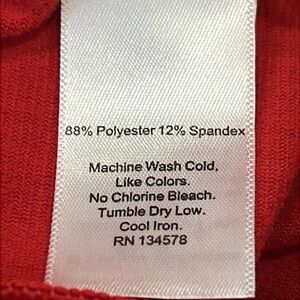 88% Polyester 12% Spandex
Machine Wash Cold,
Like Colors.
No Chlorine Bleach.
Tumble Dry Low.
Cool Iron.
RN 134578